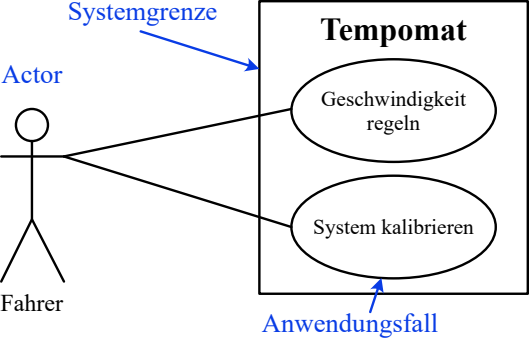 Systemgrenze
Tempomat
Actor
Geschwindigkeit
regeln
System kalibrieren
Fahrer
Anwendungsfall